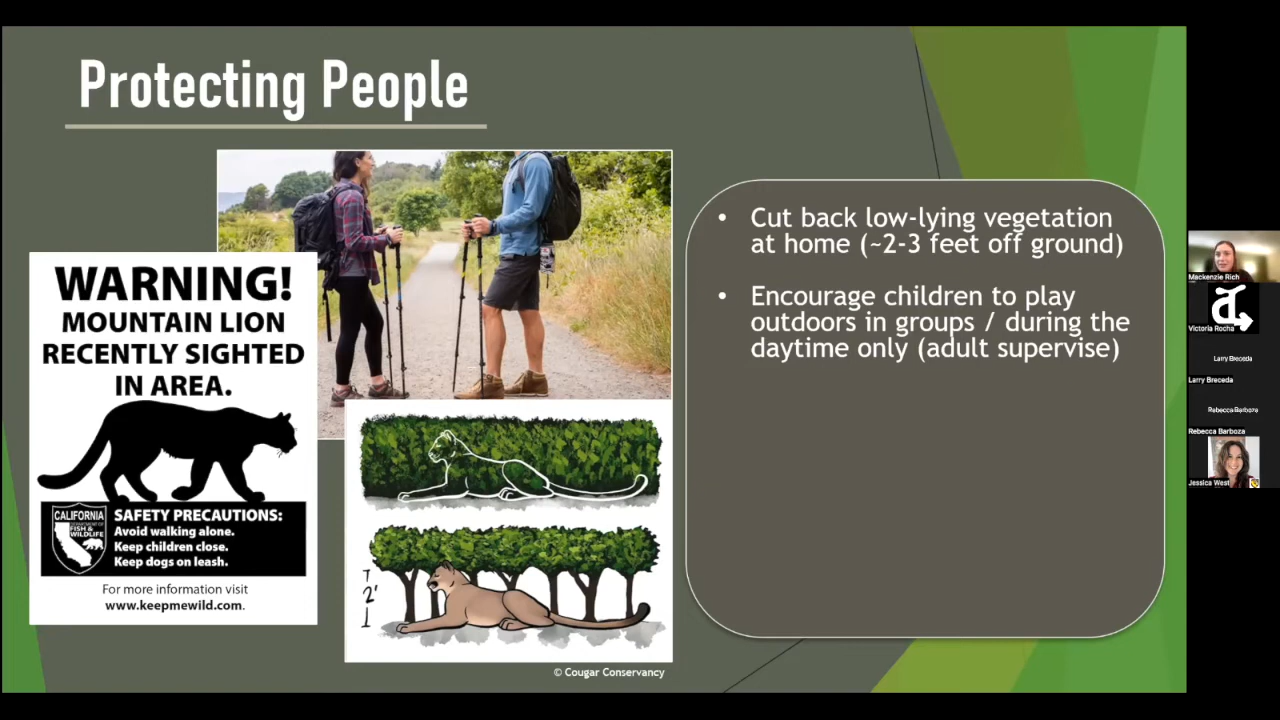 Protecting People
WARNING!
MOUNTAIN LION
RECENTLY SIGHTED
IN AREA.
CALIFORNIA
DEPARTMENT OF
FISH &
WILDLIFE
SAFETY PRECAUTIONS:
Avoid walking alone.
Keep children close.
Keep dogs on leash.
For more information visit
www.keepmewild.com.
2'
© Cougar Conservancy
• Cut back low-lying vegetation
at home (~2-3 feet off ground)
• Encourage children to play
outdoors in groups / during the
daytime only (adult supervise)
Mackenzie Rich
a
Victoria Rocha
Larry Breceda
Larry Breceda
Rebecca Barboza
Rebecca Barboza
Jessica West